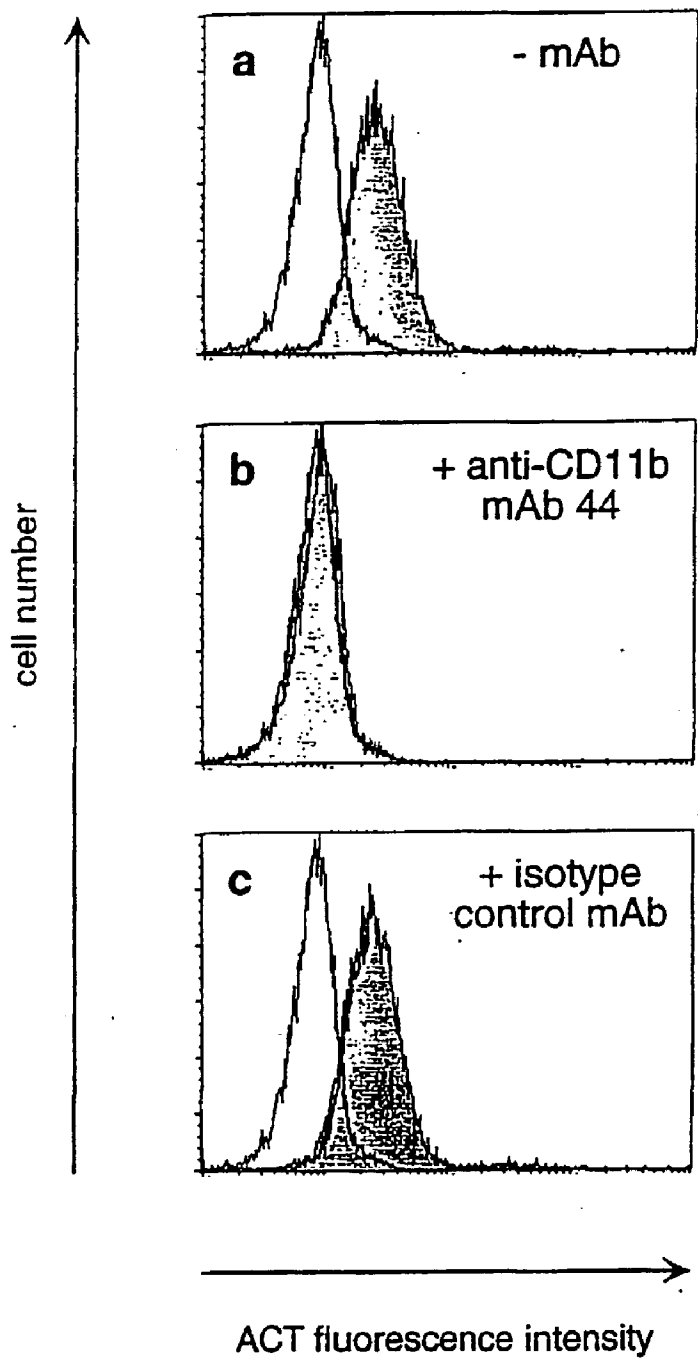 a
- mAb
b
+ anti-CD11b
mAb 44
c
+ isotype
control mAb
cell number
ACT fluorescence intensity